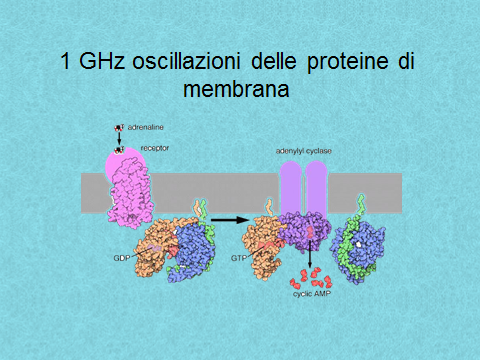 1 GHz oscillazioni delle proteine di
membrana
adrenaline
receptor
adenylyl cyclase
GDP
GTP
cyclic AMP